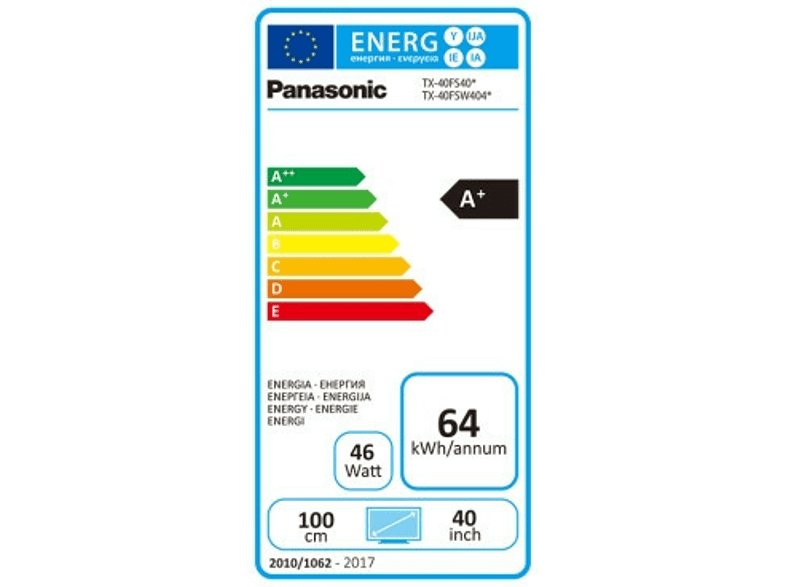 ENERG Y IJA
енергия · ενεργεια IE IA
Panasonic
TX-40FS40*
TX-40FSW404*
A++
A+
A+
A
B
C
D
E
ENERGIA · ЕНЕРГИЯ
ΕΝΕΡΓΕΙΑ · ENERGIJA
ENERGY · ENERGIE
ENERGI
64
kWh/annum
46
Watt
100
cm
40
inch
2010/1062 - 2017